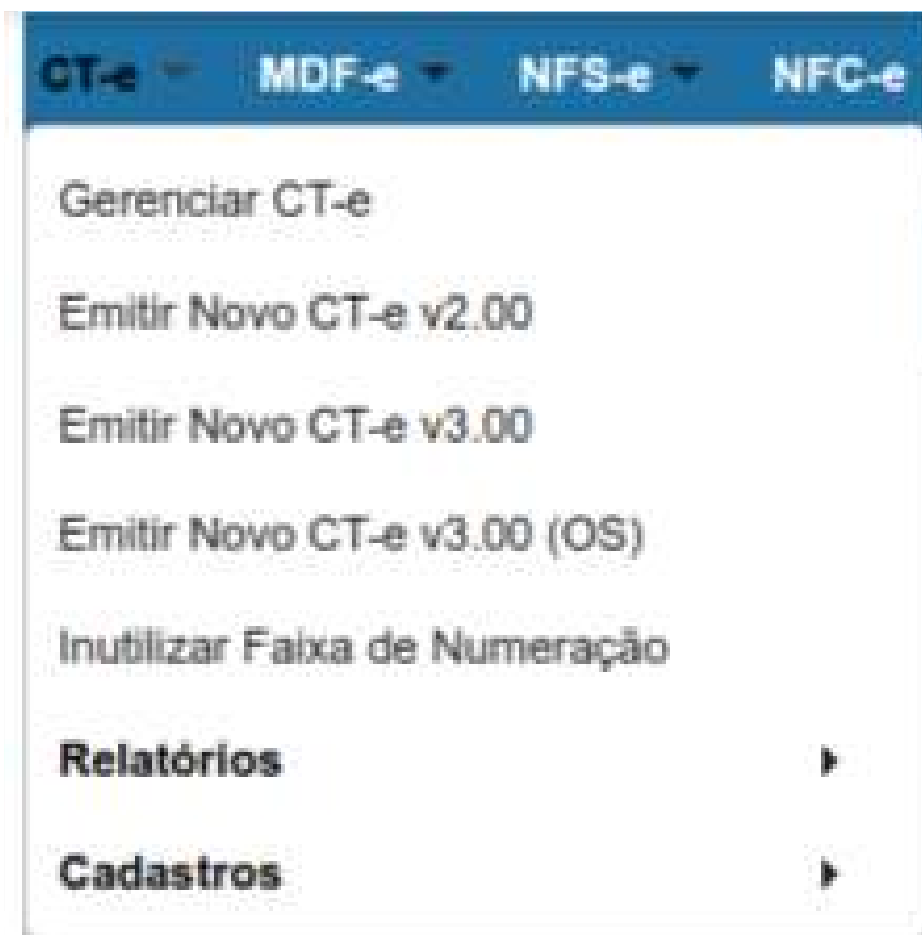 CT-e MDF-e NFS-e NFC-e
Gerenciar CT-e
Emitir Novo CT-e v2.00
Emitir Novo CT-e v3.00
Emitir Novo CT-e v3.00 (OS)
Inutilizar Faixa de Numeração
Relatórios
Cadastros